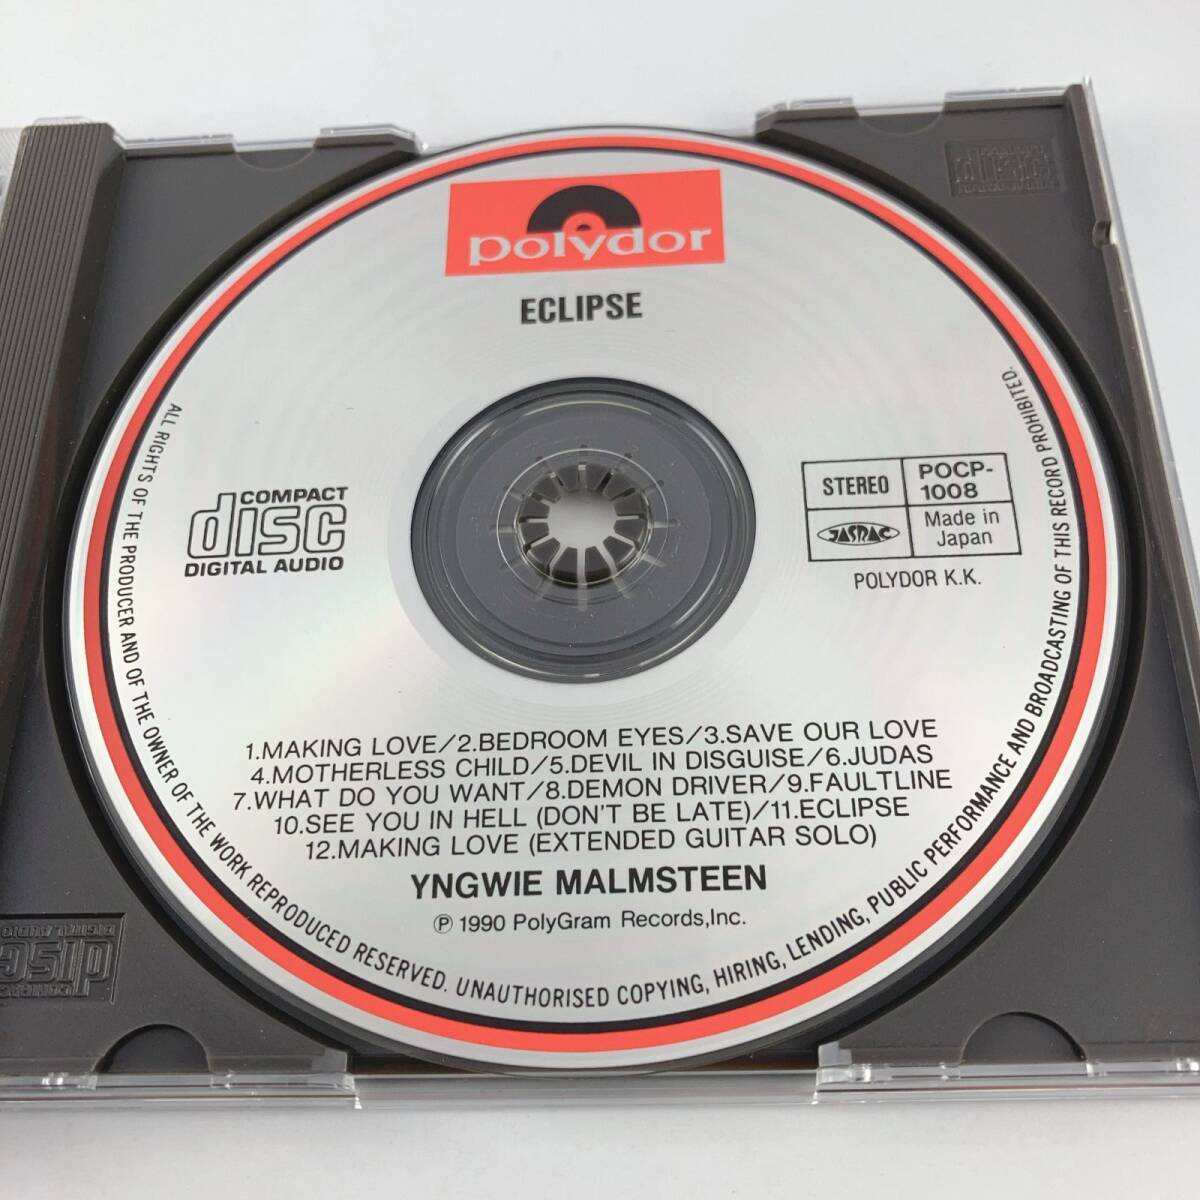 polydor
ECLIPSE
COMPACT
disc
DIGITAL AUDIO
STEREO
POCP-
1008
JASRAC
Made in
Japan
POLYDOR K.K.
1.MAKING LOVE/2.BEDROOM EYES/3.SAVE OUR LOVE
4.MOTHERLESS CHILD/5.DEVIL IN DISGUISE/6.JUDAS
7.WHAT DO YOU WANT/8.DEMON DRIVER/9.FAULTLINE
10.SEE YOU IN HELL (DON'T BE LATE)/11.ECLIPSE
12.MAKING LOVE (EXTENDED GUITAR SOLO)
YNGWIE MALMSTEEN
Ⓟ 1990 PolyGram Records,Inc.
ALL RIGHTS OF THE PRODUCER AND OF THE OWNER OF THE WORK REPRODUCED RESERVED. UNAUTHORISED COPYING, HIRING, LENDING, PUBLIC PERFORMANCE AND BROADCASTING OF THIS RECORD PROHIBITED.
COMPACT
disc
DIGITAL AUDIO